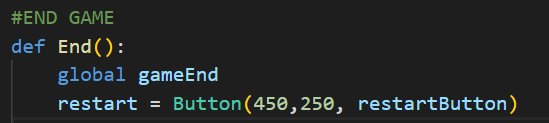 #END GAME
def End():
    global gameEnd
    restart = Button(450,250, restartButton)